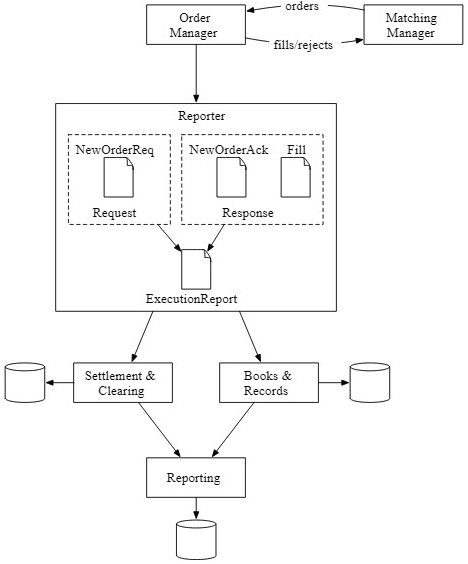 orders
Order
Manager
Matching
Manager
fills/rejects
Reporter
NewOrderReq
NewOrderAck
Fill
Request
Response
ExecutionReport
Settlement &
Clearing
Books &
Records
Reporting